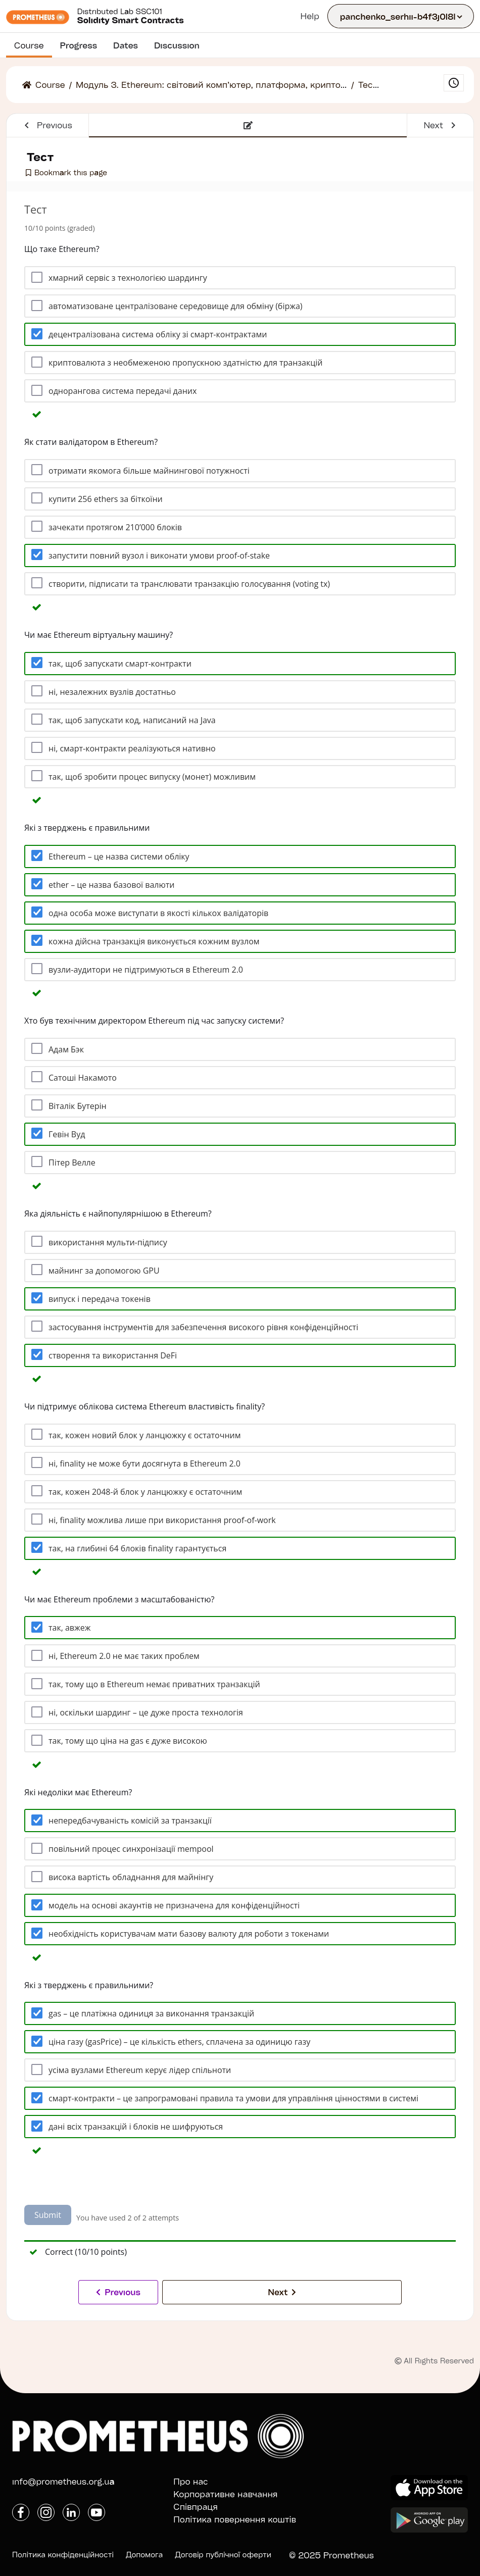 PROMETHEUS
Distributed Lab SSC101
Solidity Smart Contracts
Help
panchenko_serhii-b4f3j0l8l
Course
Progress
Dates
Discussion
Course / Модуль 3. Ethereum: світовий комп'ютер, платформа, крипто... / Тес...
Previous
Next
Тест
Bookmark this page
Тест
10/10 points (graded)
Що таке Ethereum?
хмарний сервіс з технологією шардингу
автоматизоване централізоване середовище для обміну (біржа)
децентралізована система обліку зі смарт-контрактами
криптовалюта з необмеженою пропускною здатністю для транзакцій
однорангова система передачі даних
Як стати валідатором в Ethereum?
отримати якомога більше майнингової потужності
купити 256 ethers за біткоїни
зачекати протягом 210'000 блоків
запустити повний вузол і виконати умови proof-of-stake
створити, підписати та транслювати транзакцію голосування (voting tx)
Чи має Ethereum віртуальну машину?
так, щоб запускати смарт-контракти
ні, незалежних вузлів достатньо
так, щоб запускати код, написаний на Java
ні, смарт-контракти реалізуються нативно
так, щоб зробити процес випуску (монет) можливим
Які з тверджень є правильними
Ethereum – це назва системи обліку
ether – це назва базової валюти
одна особа може виступати в якості кількох валідаторів
кожна дійсна транзакція виконується кожним вузлом
вузли-аудитори не підтримуються в Ethereum 2.0
Хто був технічним директором Ethereum під час запуску системи?
Адам Бэк
Сатоші Накамото
Віталік Бутерін
Гевін Вуд
Пітер Велле
Яка діяльність є найпопулярнішою в Ethereum?
використання мульти-підпису
майнинг за допомогою GPU
випуск і передача токенів
застосування інструментів для забезпечення високого рівня конфіденційності
створення та використання DeFi
Чи підтримує облікова система Ethereum властивість finality?
так, кожен новий блок у ланцюжку є остаточним
ні, finality не може бути досягнута в Ethereum 2.0
так, кожен 2048-й блок у ланцюжку є остаточним
ні, finality можлива лише при використання proof-of-work
так, на глибині 64 блоків finality гарантується
Чи має Ethereum проблеми з масштабованістю?
так, авжеж
ні, Ethereum 2.0 не має таких проблем
так, тому що в Ethereum немає приватних транзакцій
ні, оскільки шардинг – це дуже проста технологія
так, тому що ціна на gas є дуже високою
Які недоліки має Ethereum?
непередбачуваність комісій за транзакції
повільний процес синхронізації mempool
висока вартість обладнання для майнінгу
модель на основі акаунтів не призначена для конфіденційності
необхідність користувачам мати базову валюту для роботи з токенами
Які з тверджень є правильними?
gas – це платіжна одиниця за виконання транзакцій
ціна газу (gasPrice) – це кількість ethers, сплачена за одиницю газу
усіма вузлами Ethereum керує лідер спільноти
смарт-контракти – це запрограмовані правила та умови для управління цінностями в системі
дані всіх транзакцій і блоків не шифруються
Submit
You have used 2 of 2 attempts
Correct (10/10 points)
Previous
Next
© All Rights Reserved
PROMETHEUS
info@prometheus.org.ua
Про нас
Корпоративне навчання
Співпраця
Політика повернення коштів
Download on the
App Store
ANDROID APP ON
Google play
Політика конфіденційності
Допомога
Договір публічної оферти
© 2025 Prometheus